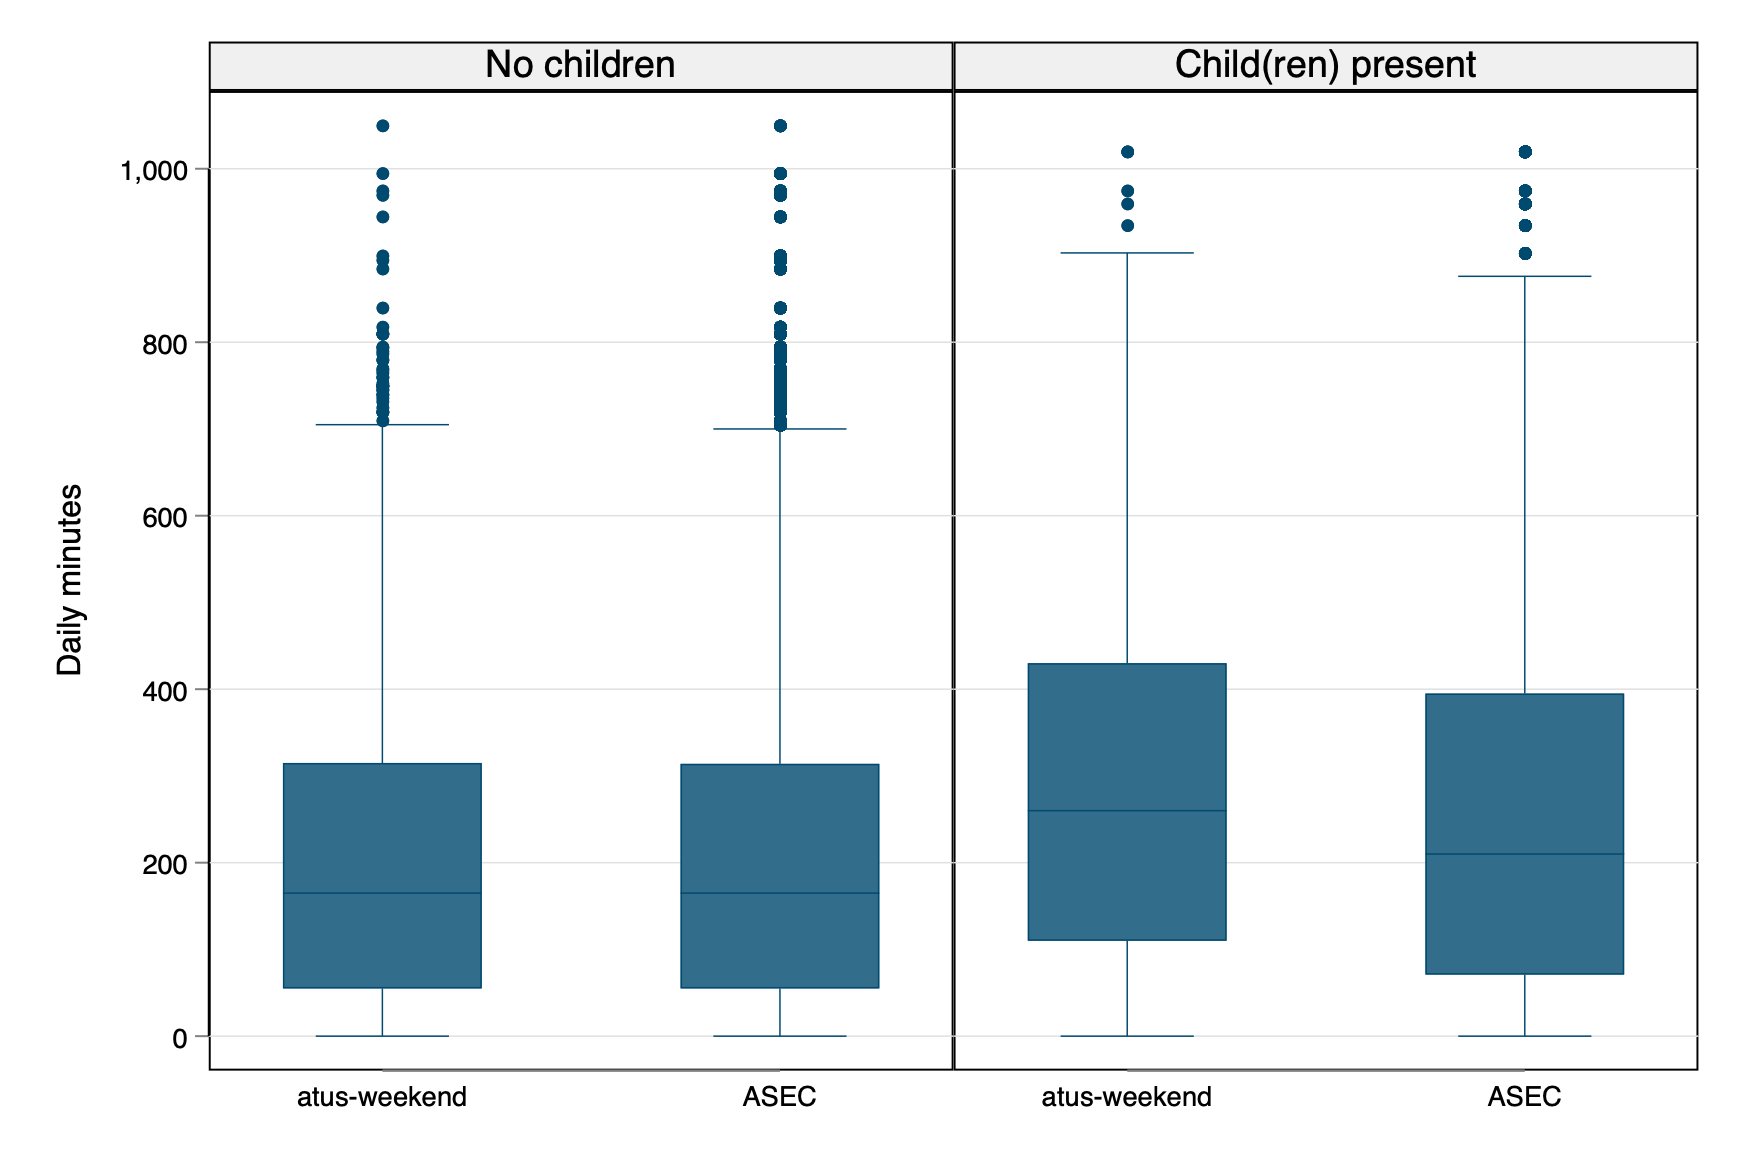 No children
Child(ren) present
Daily minutes
1,000
800
600
400
200
0
atus-weekend
ASEC
atus-weekend
ASEC